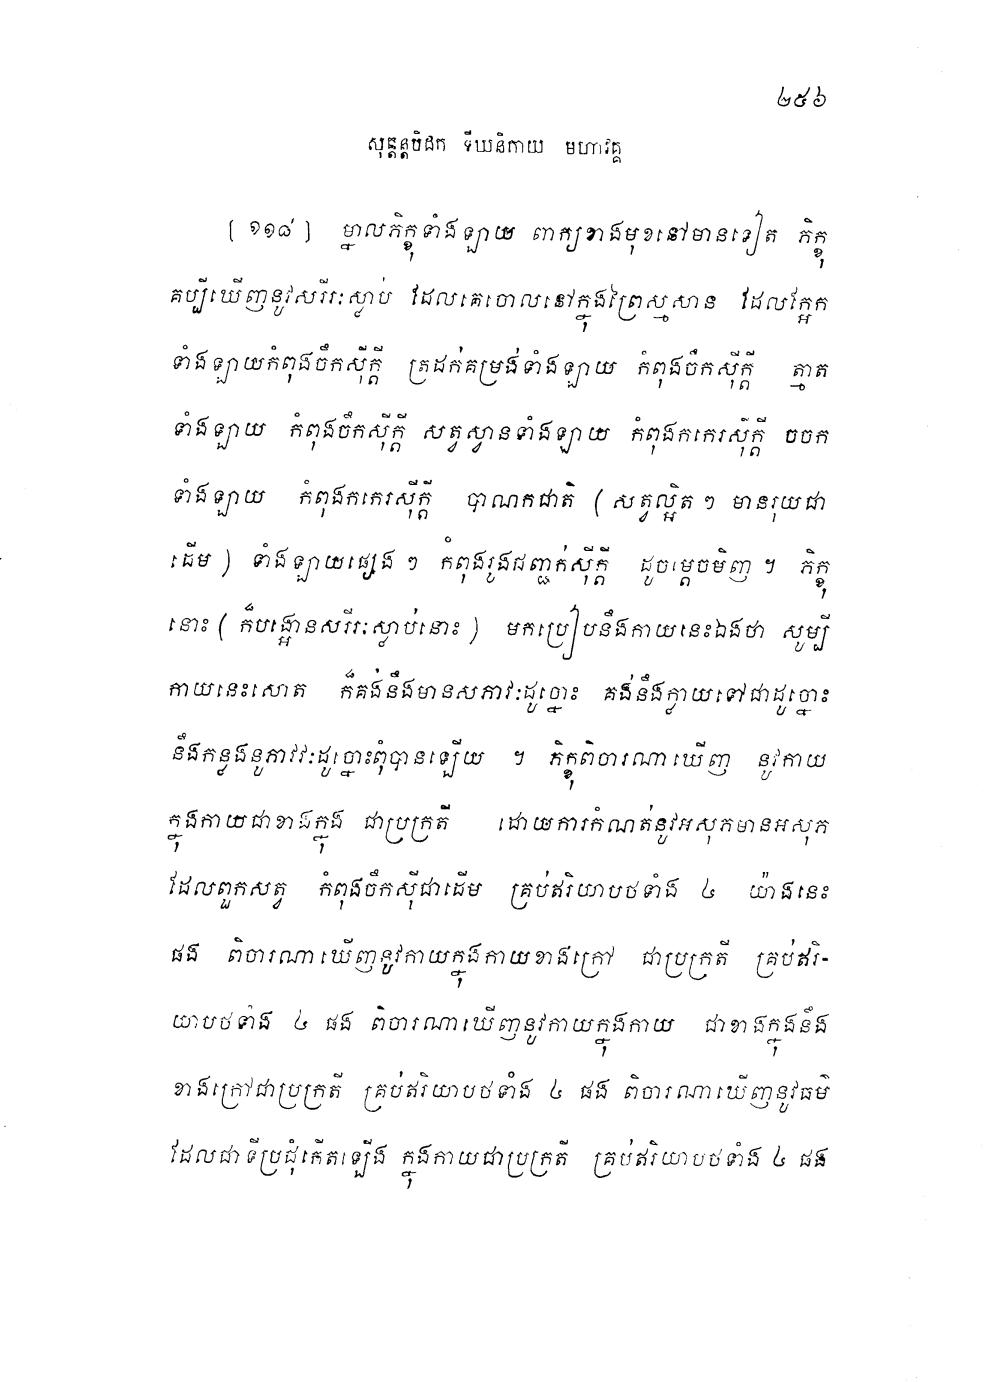 ២៥៦
សុត្តន្តបិដក ទីឃនិកាយ មហាវគ្គ
[ ១១៨ ] ម្នាលភិក្ខុទាំងឡាយ ពាក្យខាងមុខនៅមានទៀត ភិក្ខុ
គប្បីឃើញនូវសរីរៈស្លាប់ ដែលគេចោលនៅក្នុងព្រៃស្មសាន ដែលក្អែក
ទាំងឡាយកំពុងចឹកស៊ីក្តី ត្រដក់គម្រង់ទាំងឡាយ កំពុងចឹកស៊ីក្តី ត្មាត
ទាំងឡាយ កំពុងចឹកស៊ីក្តី សត្វស្វានទាំងឡាយ កំពុងកកេរស៊ីក្តី ចចក
ទាំងឡាយ កំពុងកកេរស៊ីក្តី បាណកជាតិ ( សត្វល្អិត ៗ មានរុយជា
ដើម ) ទាំងឡាយផ្សេង ៗ កំពុងរូងជញ្ជក់ស៊ីក្តី ដូចម្តេចមិញ ។ ភិក្ខុ
នោះ ( ក៏បង្អោនសរីរៈស្លាប់នោះ ) មកប្រៀបនឹងកាយនេះឯងថា សូម្បី
កាយនេះសោត ក៏គង់នឹងមានសភាវៈដូច្នោះ គង់នឹងក្លាយទៅជាដូច្នោះ
នឹងកន្លងនូភាវវៈដូច្នោះពុំបានឡើយ ។ ភិក្ខុពិចារណាឃើញ នូវកាយ
ក្នុងកាយជាខាងក្នុង ជាប្រក្រតី ដោយការកំណត់នូវអសុភមានអសុភ
ដែលពួកសត្វ កំពុងចឹកស៊ីជាដើម គ្រប់ឥរិយាបថទាំង ៤ យ៉ាងនេះ
ផង ពិចារណាឃើញនូវកាយក្នុងកាយខាងក្រៅ ជាប្រក្រតី គ្រប់ឥរិ-
យាបថទាំង ៤ ផង ពិចារណាឃើញនូវកាយក្នុងកាយ ជាខាងក្នុងនឹង
ខាងក្រៅជាប្រក្រតី គ្រប់ឥរិយាបថទាំង ៤ ផង ពិចារណាឃើញនូវធម៌
ដែលជាទីប្រជុំកើតឡើង ក្នុងកាយជាប្រក្រតី គ្រប់ឥរិយាបថទាំង ៤ ផង